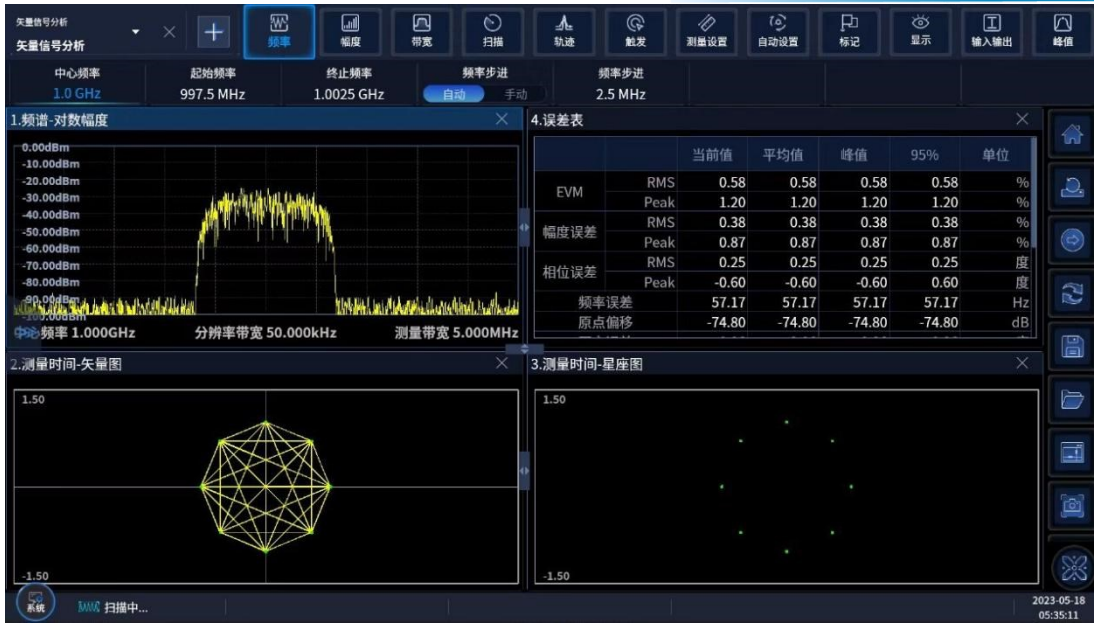 矢量信号分析
矢量信号分析
频率
幅度
带宽
扫描
轨迹
触发
测量设置
自动设置
标记
显示
输入输出
峰值
中心频率 起始频率 终止频率 频率步进 频率步进
1.0 GHz 997.5 MHz 1.0025 GHz 自动 手动 2.5 MHz
1.频谱-对数幅度
0.00dBm
-10.00dBm
-20.00dBm
-30.00dBm
-40.00dBm
-50.00dBm
-60.00dBm
-70.00dBm
-80.00dBm
-90.00dBm
-100.00dBm
中心频率 1.000GHz 分辨率带宽 50.000kHz 测量带宽 5.000MHz
4.误差表
当前值 平均值 峰值 95% 单位
EVM RMS 0.58 0.58 0.58 0.58 %
Peak 1.20 1.20 1.20 1.20 %
幅度误差 RMS 0.38 0.38 0.38 0.38 %
Peak 0.87 0.87 0.87 0.87 %
相位误差 RMS 0.25 0.25 0.25 0.25 度
Peak -0.60 -0.60 -0.60 0.60 度
频率误差 57.17 57.17 57.17 57.17 Hz
原点偏移 -74.80 -74.80 -74.80 -74.80 dB
2.测量时间-矢量图
1.50
-1.50
3.测量时间-星座图
1.50
-1.50
系统
扫描中...
2023-05-18
05:35:11